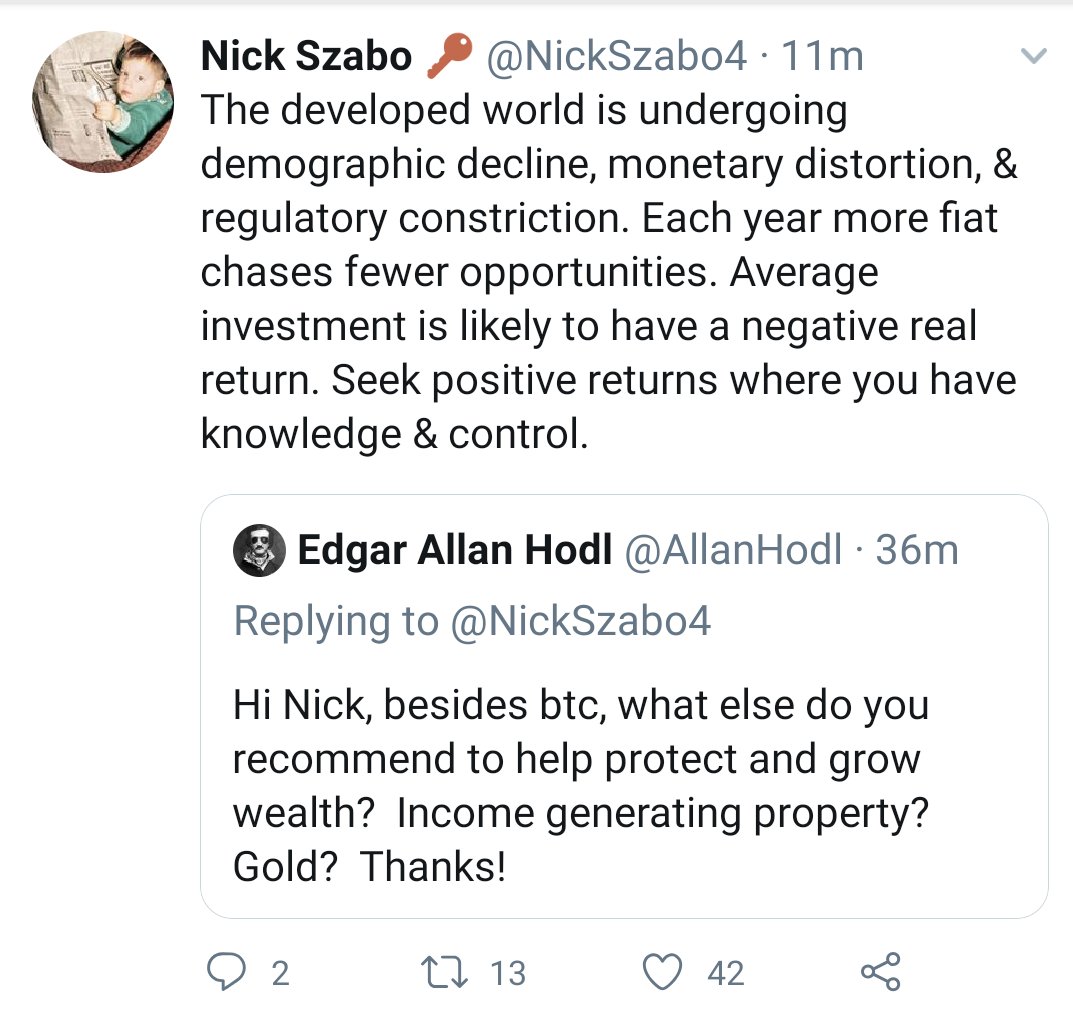 Nick Szabo 🔑 @NickSzabo4 · 11m
The developed world is undergoing
demographic decline, monetary distortion, &
regulatory constriction. Each year more fiat
chases fewer opportunities. Average
investment is likely to have a negative real
return. Seek positive returns where you have
knowledge & control.
Edgar Allan Hodl @AllanHodl · 36m
Replying to @NickSzabo4
Hi Nick, besides btc, what else do you
recommend to help protect and grow
wealth?  Income generating property?
Gold?  Thanks!
2 13 42